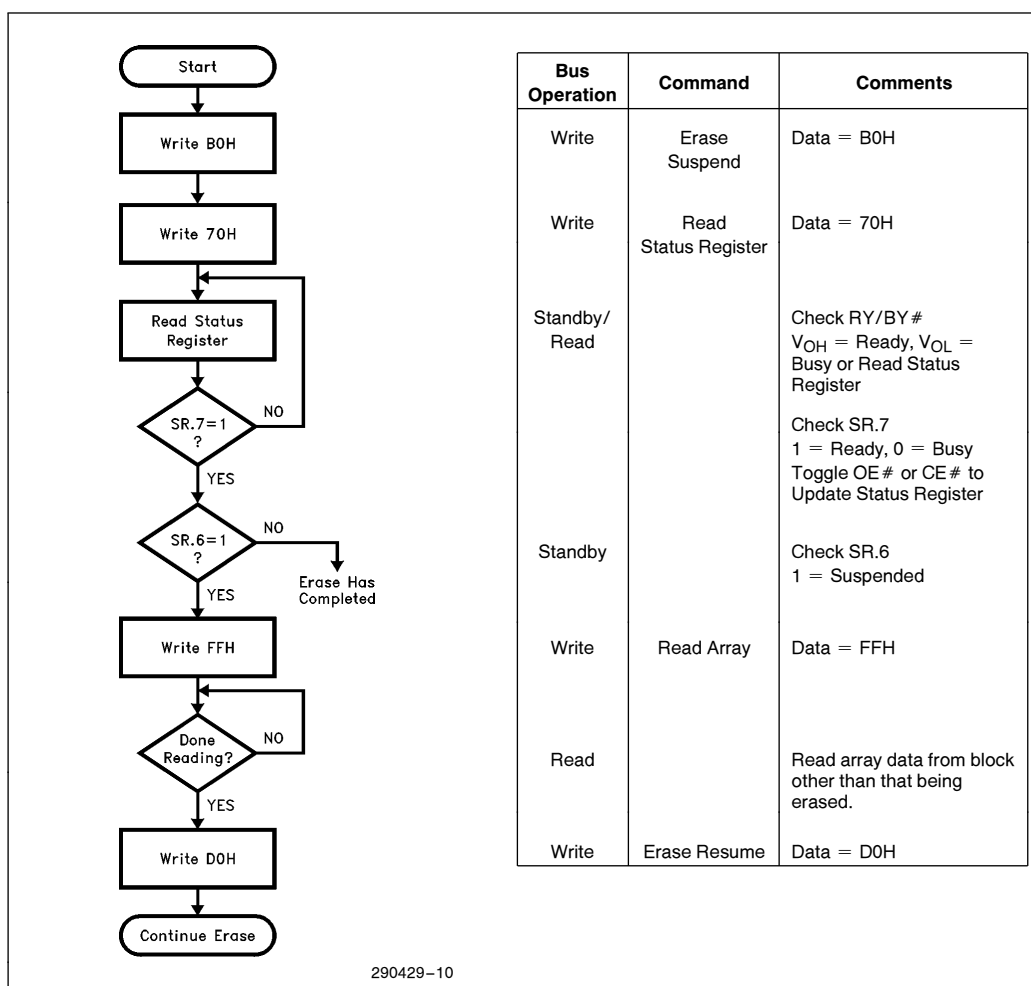 Start
Write B0H
Write 70H
Read Status
Register
SR.7=1
?
NO
YES
SR.6=1
?
NO
Erase Has
Completed
YES
Write FFH
Done
Reading?
NO
YES
Write D0H
Continue Erase
Bus
Operation
Command
Comments
Write
Erase
Suspend
Data = B0H
Write
Read
Status Register
Data = 70H
Standby/
Read
Check RY/BY#
VOH = Ready, VOL =
Busy or Read Status
Register
Check SR.7
1 = Ready, 0 = Busy
Toggle OE# or CE# to
Update Status Register
Standby
Check SR.6
1 = Suspended
Write
Read Array
Data = FFH
Read
Read array data from block
other than that being
erased.
Write
Erase Resume
Data = D0H
290429–10